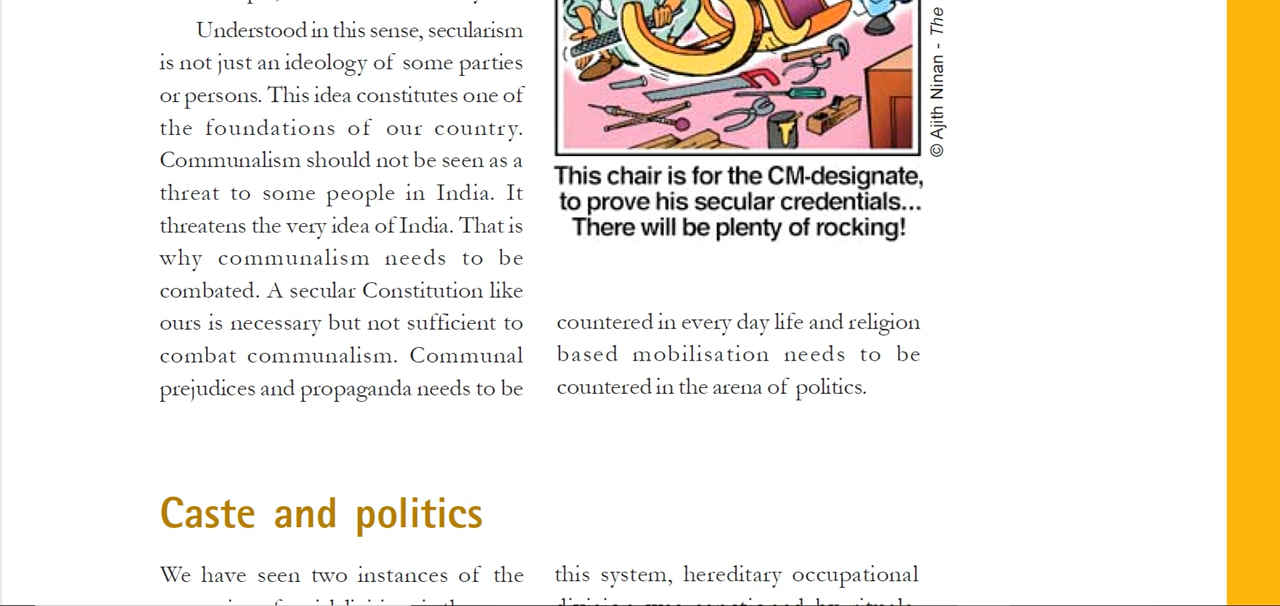 Understood in this sense, secularism
is not just an ideology of some parties
or persons. This idea constitutes one of
the foundations of our country.
Communalism should not be seen as a
threat to some people in India. It
threatens the very idea of India. That is
why communalism needs to be
combated. A secular Constitution like
ours is necessary but not sufficient to
combat communalism. Communal
prejudices and propaganda needs to be
© Ajith Ninan - The
This chair is for the CM-designate,
to prove his secular credentials...
There will be plenty of rocking!
countered in every day life and religion
based mobilisation needs to be
countered in the arena of politics.
Caste and politics
We have seen two instances of the
this system, hereditary occupational